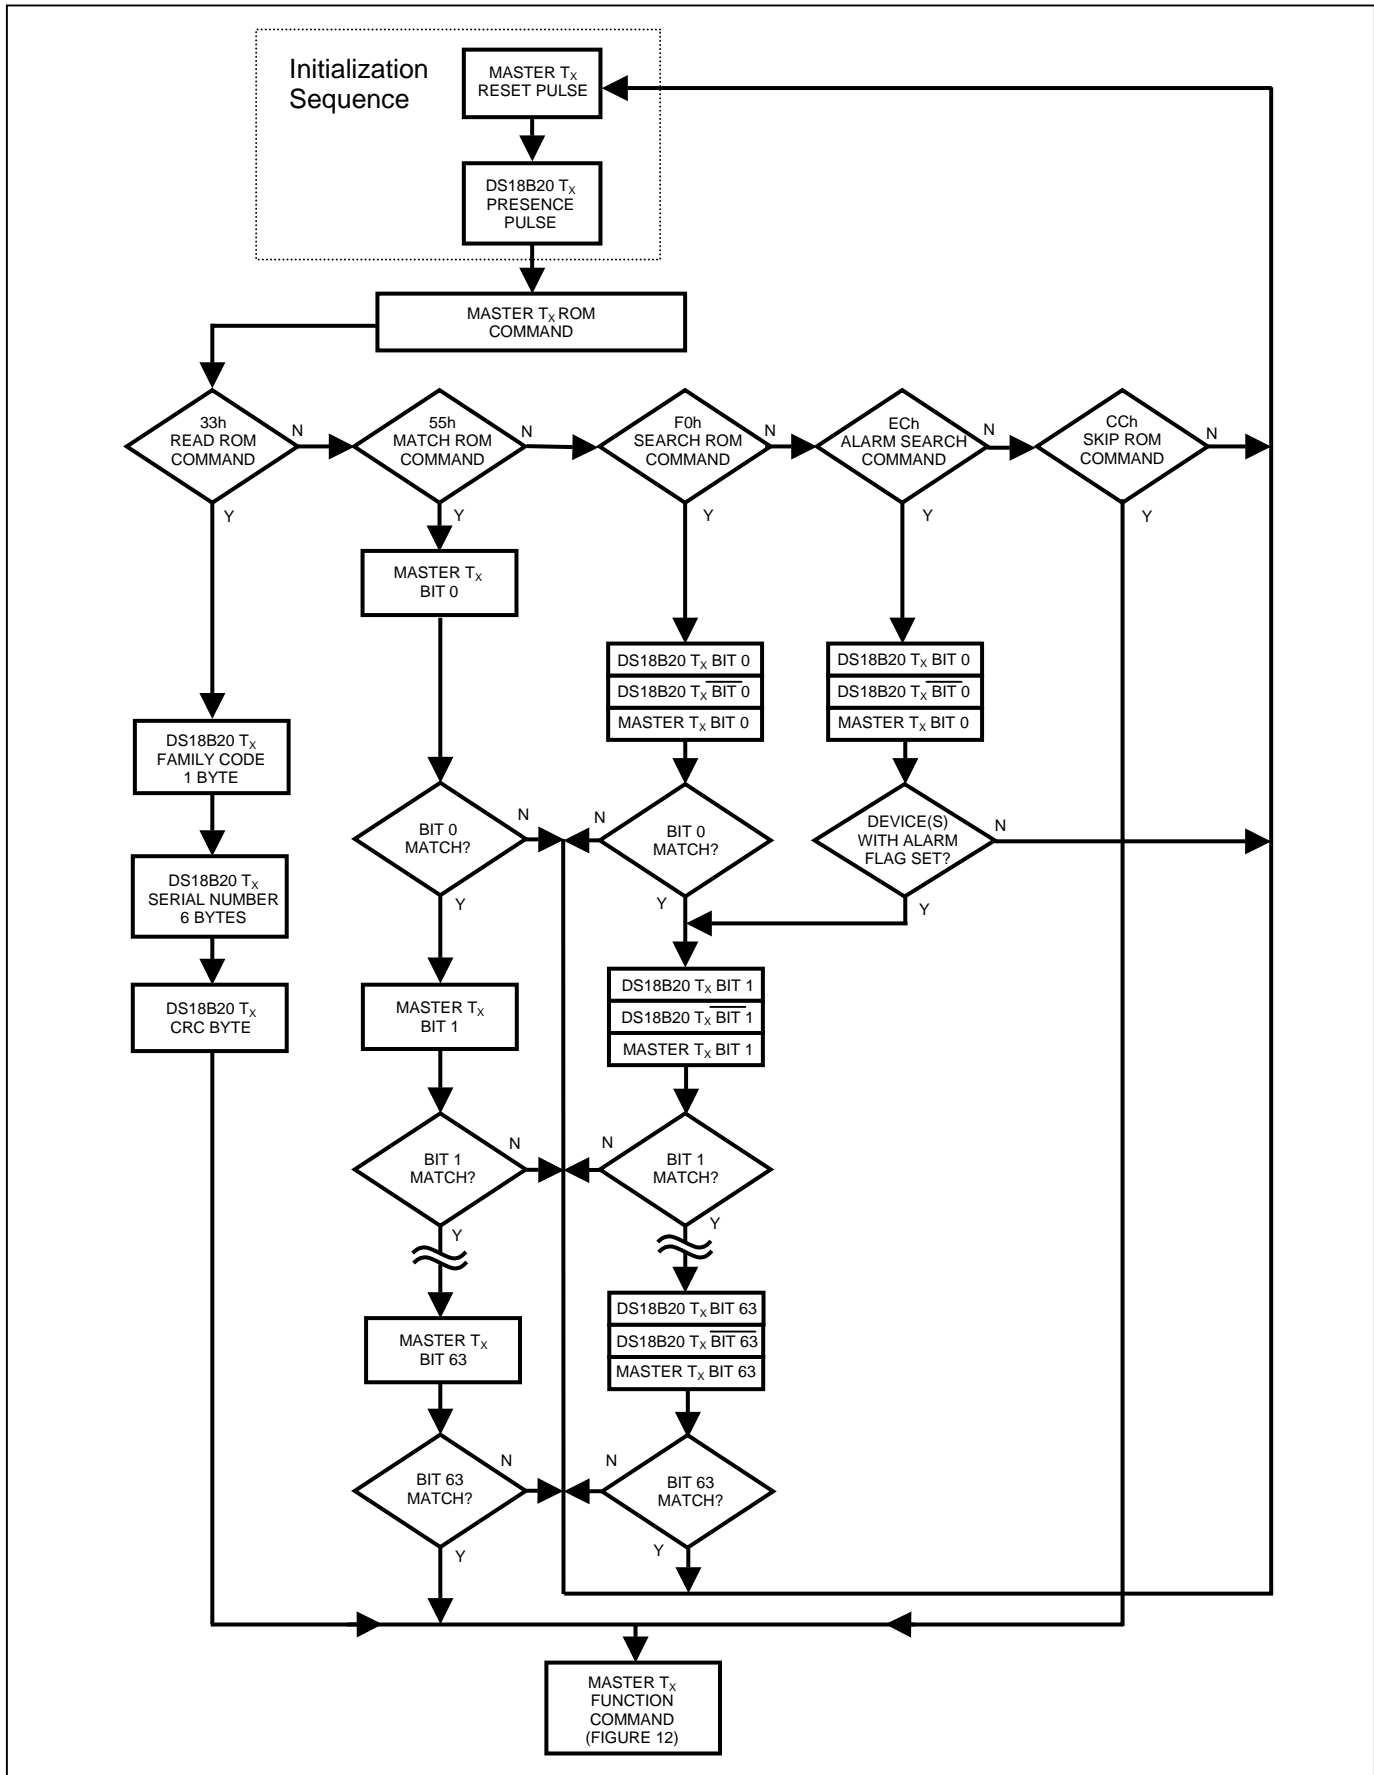 Initialization
Sequence
MASTER TX
RESET PULSE
DS18B20 TX
PRESENCE
PULSE
MASTER TX ROM
COMMAND
33h
READ ROM
COMMAND
N
Y
55h
MATCH ROM
COMMAND
N
Y
F0h
SEARCH ROM
COMMAND
N
Y
ECh
ALARM SEARCH
COMMAND
N
Y
CCh
SKIP ROM
COMMAND
N
Y
MASTER TX
BIT 0
DS18B20 TX BIT 0
DS18B20 TX B̅I̅T̅ ̅0̅
MASTER TX BIT 0
DS18B20 TX BIT 0
DS18B20 TX B̅I̅T̅ ̅0̅
MASTER TX BIT 0
DS18B20 TX
FAMILY CODE
1 BYTE
BIT 0
MATCH?
N
Y
BIT 0
MATCH?
N
Y
DEVICE(S)
WITH ALARM
FLAG SET?
N
Y
DS18B20 TX
SERIAL NUMBER
6 BYTES
DS18B20 TX
CRC BYTE
MASTER TX
BIT 1
DS18B20 TX BIT 1
DS18B20 TX B̅I̅T̅ ̅1̅
MASTER TX BIT 1
BIT 1
MATCH?
N
Y
BIT 1
MATCH?
N
Y
MASTER TX
BIT 63
DS18B20 TX BIT 63
DS18B20 TX B̅I̅T̅ ̅6̅3̅
MASTER TX BIT 63
BIT 63
MATCH?
N
Y
BIT 63
MATCH?
N
Y
MASTER TX
FUNCTION
COMMAND
(FIGURE 12)